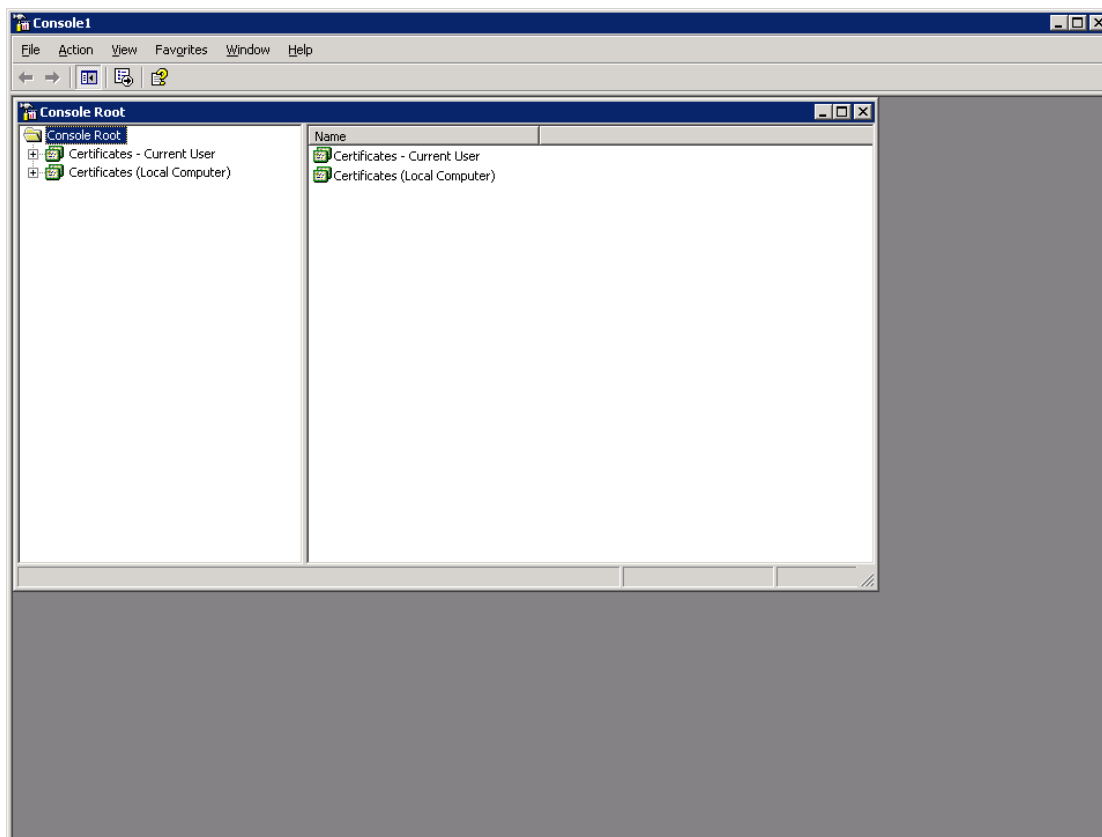 Console1
File Action View Favorites Window Help
Console Root
Console Root
Certificates - Current User
Certificates (Local Computer)
Name
Certificates - Current User
Certificates (Local Computer)